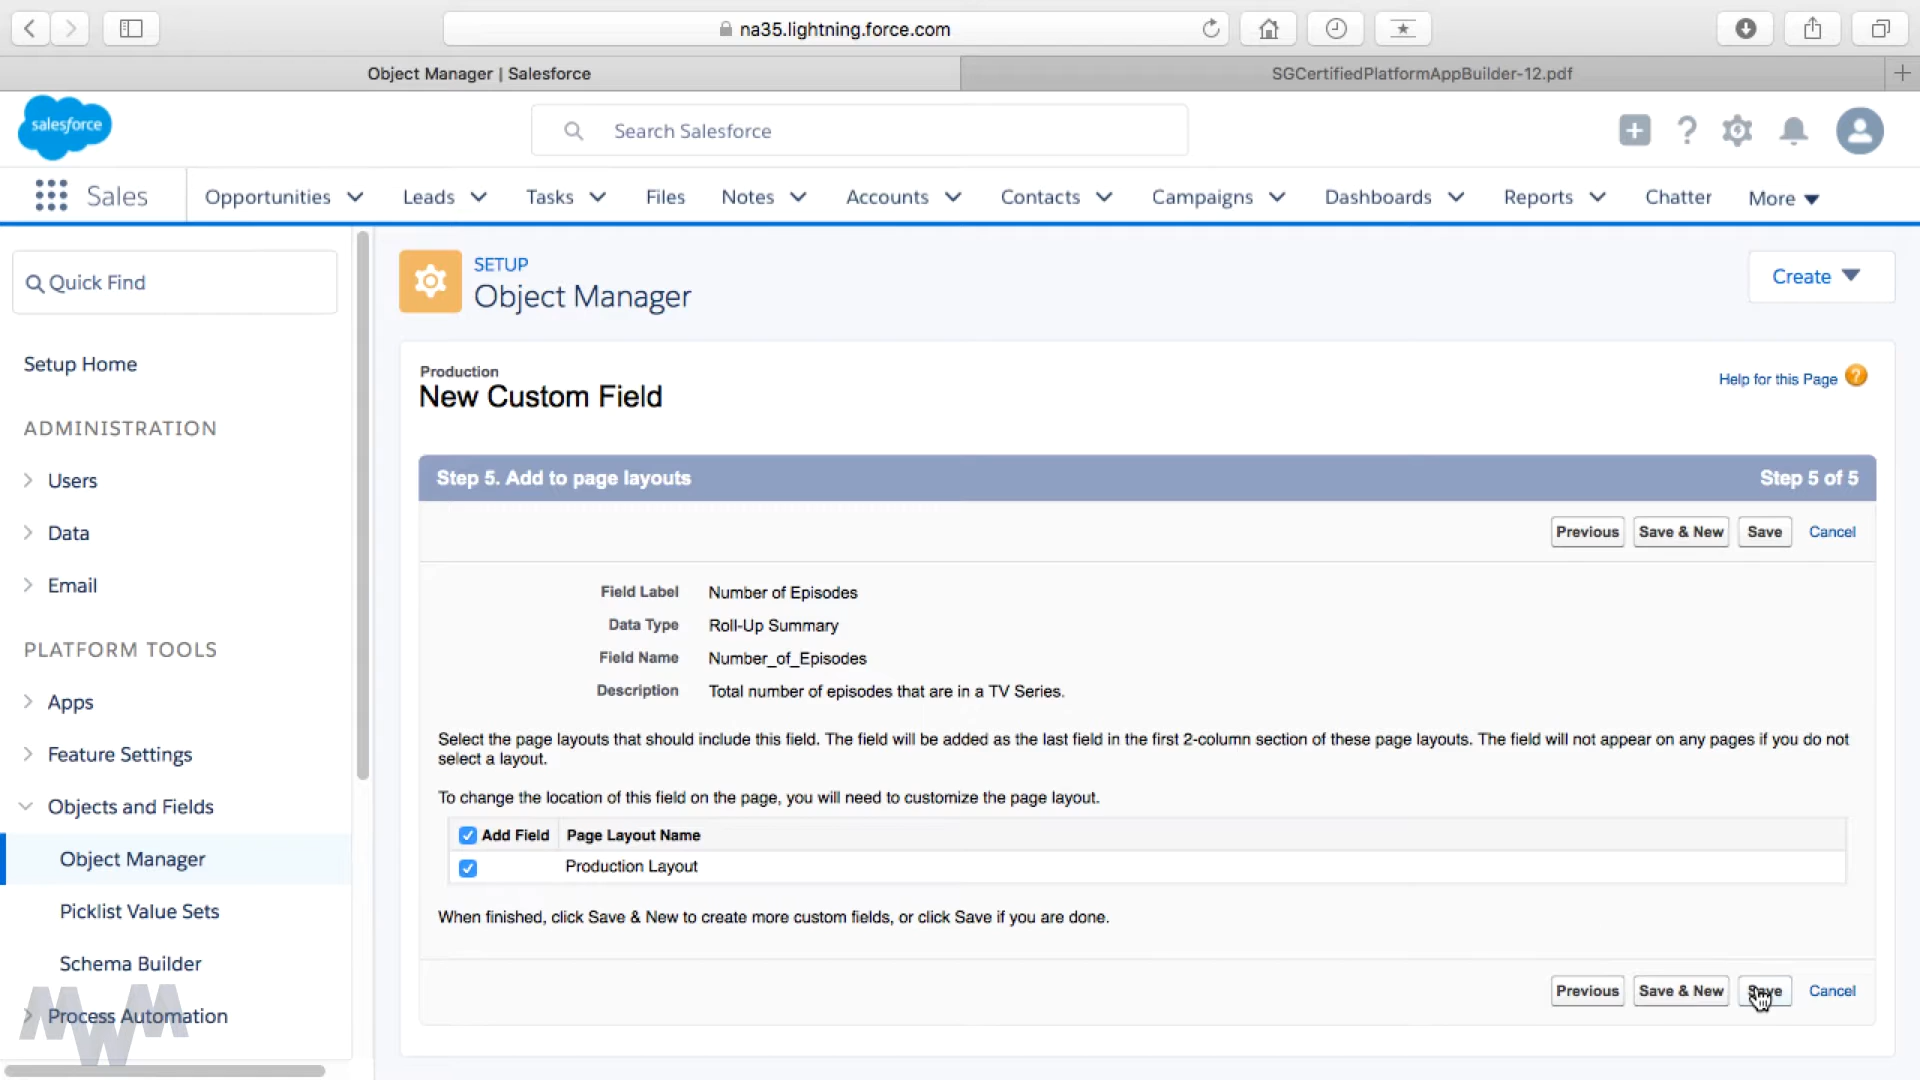 na35.lightning.force.com
Object Manager | Salesforce
SGCertifiedPlatformAppBuilder-12.pdf
salesforce
Search Salesforce
Sales
Opportunities
Leads
Tasks
Files
Notes
Accounts
Contacts
Campaigns
Dashboards
Reports
Chatter
More
Quick Find
Setup Home
ADMINISTRATION
Users
Data
Email
PLATFORM TOOLS
Apps
Feature Settings
Objects and Fields
Object Manager
Picklist Value Sets
Schema Builder
Process Automation
MWM
SETUP
Object Manager
Create
Production
New Custom Field
Help for this Page
Step 5. Add to page layouts
Step 5 of 5
Previous
Save & New
Save
Cancel
Field Label Number of Episodes
Data Type Roll-Up Summary
Field Name Number_of_Episodes
Description Total number of episodes that are in a TV Series.
Select the page layouts that should include this field. The field will be added as the last field in the first 2-column section of these page layouts. The field will not appear on any pages if you do not
select a layout.
To change the location of this field on the page, you will need to customize the page layout.
Add Field Page Layout Name
Production Layout
When finished, click Save & New to create more custom fields, or click Save if you are done.
Previous
Save & New
Save
Cancel